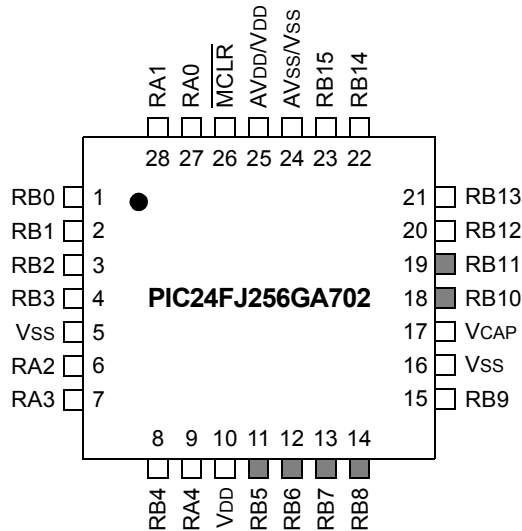 RA1
RA0
MCLR
AVDD/VDD
AVSS/VSS
RB15
RB14
28 27 26 25 24 23 22
RB0 1
RB1 2
RB2 3
RB3 4
VSS 5
RA2 6
RA3 7
PIC24FJ256GA702
21 RB13
20 RB12
19 RB11
18 RB10
17 VCAP
16 VSS
15 RB9
8 9 10 11 12 13 14
RB4
RA4
VDD
RB5
RB6
RB7
RB8